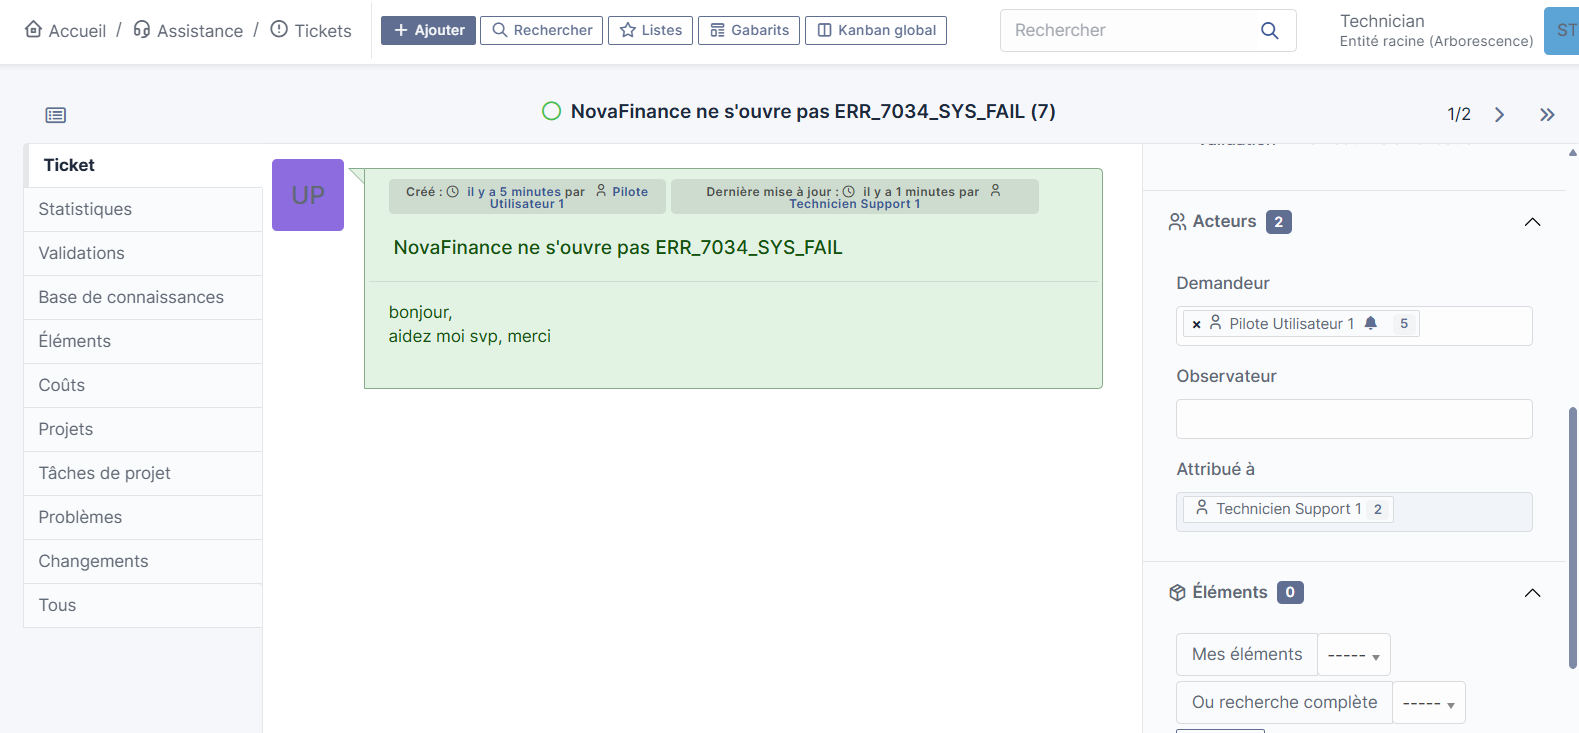 Accueil / Assistance / Tickets
+ Ajouter
Rechercher
Listes
Gabarits
Kanban global
Rechercher
Technician
Entité racine (Arborescence)
ST
NovaFinance ne s'ouvre pas ERR_7034_SYS_FAIL (7)
1/2
Ticket
Statistiques
Validations
Base de connaissances
Éléments
Coûts
Projets
Tâches de projet
Problèmes
Changements
Tous
UP
Créé : il y a 5 minutes par Pilote
Utilisateur 1
Dernière mise à jour : il y a 1 minutes par
Technicien Support 1
NovaFinance ne s'ouvre pas ERR_7034_SYS_FAIL
bonjour,
aidez moi svp, merci
Acteurs 2
Demandeur
× Pilote Utilisateur 1 5
Observateur
Attribué à
Technicien Support 1 2
Éléments 0
Mes éléments -----
Ou recherche complète -----